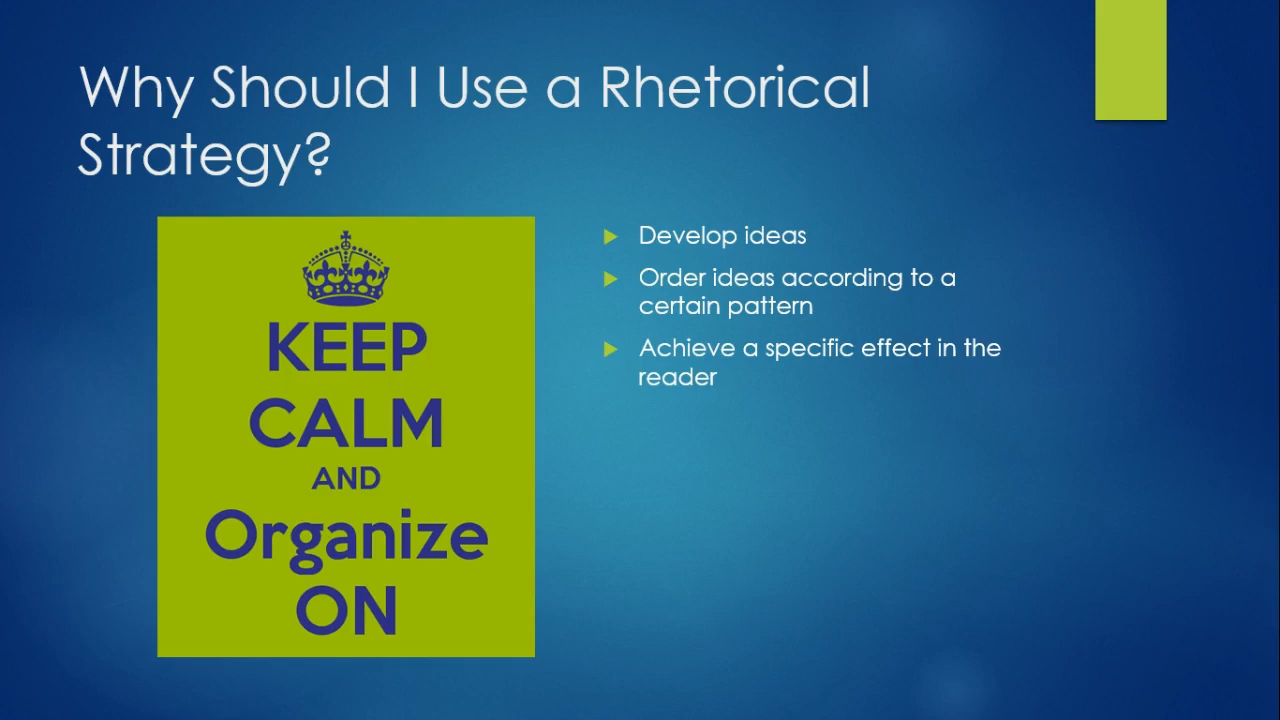 Why Should I Use a Rhetorical
Strategy?
KEEP
CALM
AND
Organize
ON
Develop ideas
Order ideas according to a
certain pattern
Achieve a specific effect in the
reader